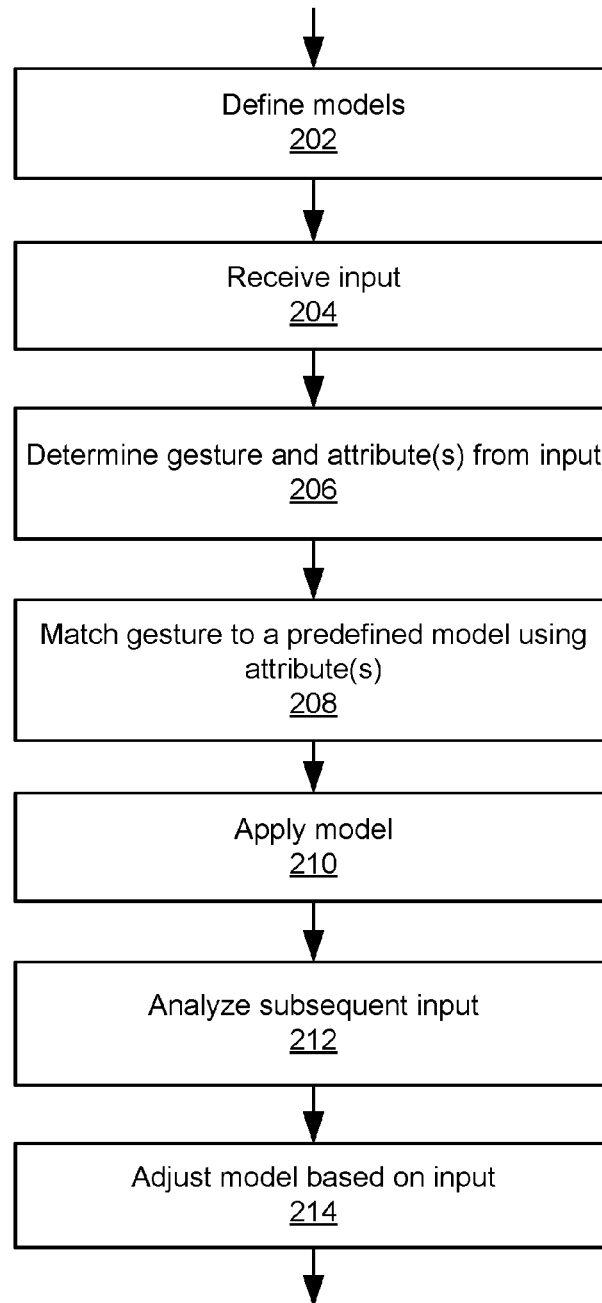 Define models
202
Receive input
204
Determine gesture and attribute(s) from input
206
Match gesture to a predefined model using
attribute(s)
208
Apply model
210
Analyze subsequent input
212
Adjust model based on input
214